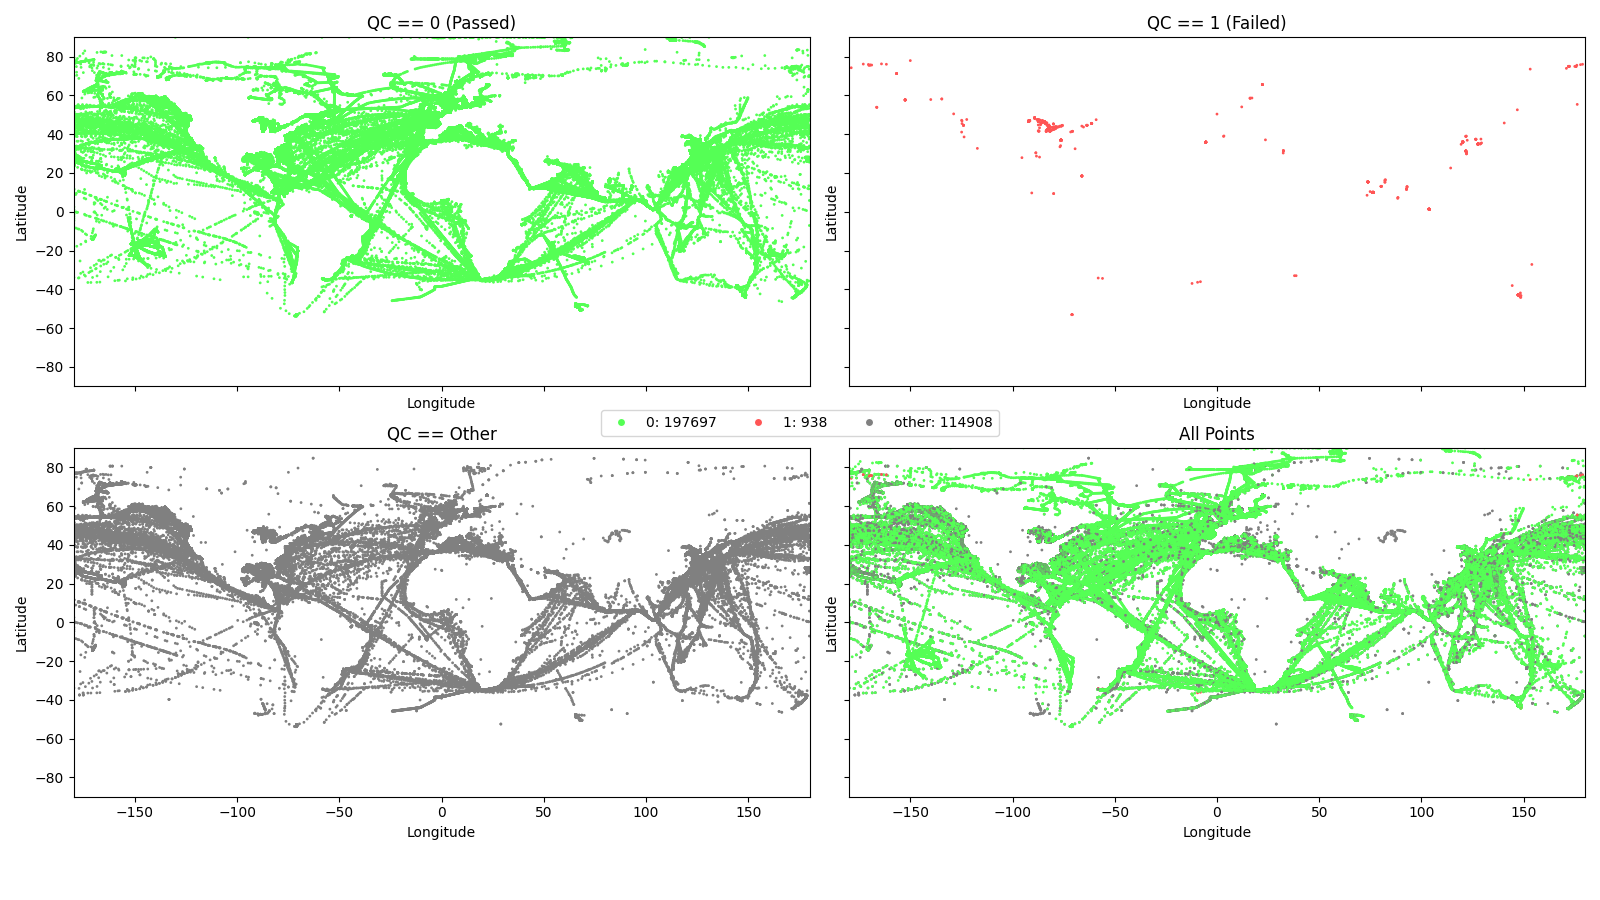 QC == 0 (Passed)
QC == 1 (Failed)
80
60
40
20
0
−20
−40
−60
−80
Latitude
Latitude
Longitude
Longitude
0: 197697
1: 938
other: 114908
QC == Other
All Points
80
60
40
20
0
−20
−40
−60
−80
Latitude
Latitude
−150
−100
−50
0
50
100
150
−150
−100
−50
0
50
100
150
Longitude
Longitude